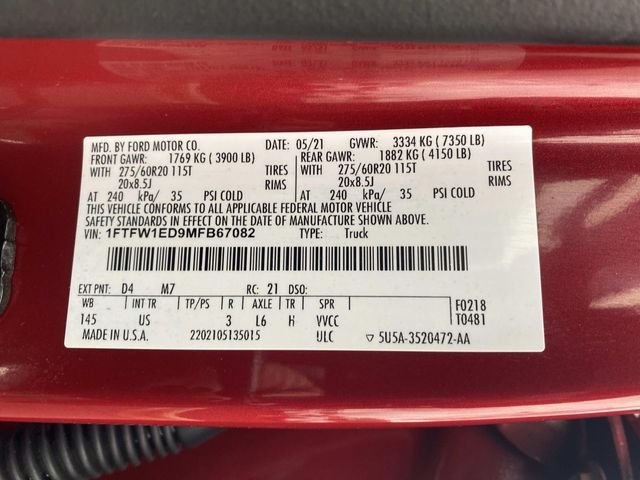 MFD. BY FORD MOTOR CO. DATE: 05/21 GVWR: 3334 KG ( 7350 LB)
FRONT GAWR: 1769 KG ( 3900 LB) REAR GAWR: 1882 KG ( 4150 LB)
275/60R20 115T TIRES 275/60R20 115T TIRES
20x8.5J RIMS 20x8.5J RIMS
AT 240 kPa/ 35 PSI COLD AT 240 kPa/ 35 PSI COLD
THIS VEHICLE CONFORMS TO ALL APPLICABLE FEDERAL MOTOR VEHICLE
SAFETY STANDARDS IN EFFECT ON THE DATE OF MANUFACTURE SHOWN ABOVE.
VIN: 1FTFW1ED9MFB67082 TYPE: Truck
EXT PNT: D4 M7 RC: 21 DSO:
WB INT TR TP/PS R AXLE TR SPR F0218
145 US 3 L6 H VVCC T0481
MADE IN U.S.A. 2202105135015 ULC ▽ 5U5A-3520472-AA